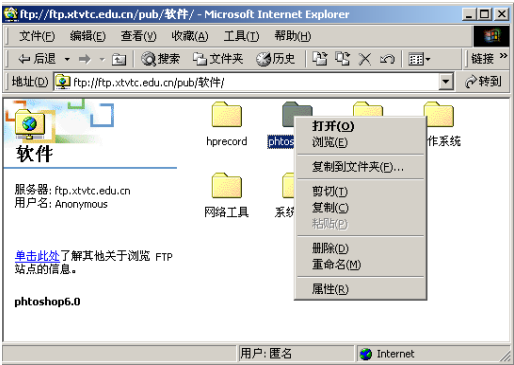 ftp://ftp.xtvtc.edu.cn/pub/软件/ - Microsoft Internet Explorer
文件(F) 编辑(E) 查看(V) 收藏(A) 工具(T) 帮助(H)
后退 搜索 文件夹 历史 链接 »
地址(D) ftp://ftp.xtvtc.edu.cn/pub/软件/ 转到
软件
服务器: ftp.xtvtc.edu.cn
用户名: Anonymous
单击此处了解其他关于浏览 FTP
站点的信息。
phtoshop6.0
hprecord
phtos
作系统
网络工具
系统
打开(O)
浏览(E)
复制到文件夹(F)...
剪切(T)
复制(C)
粘贴(P)
删除(D)
重命名(M)
属性(R)
用户: 匿名 Internet